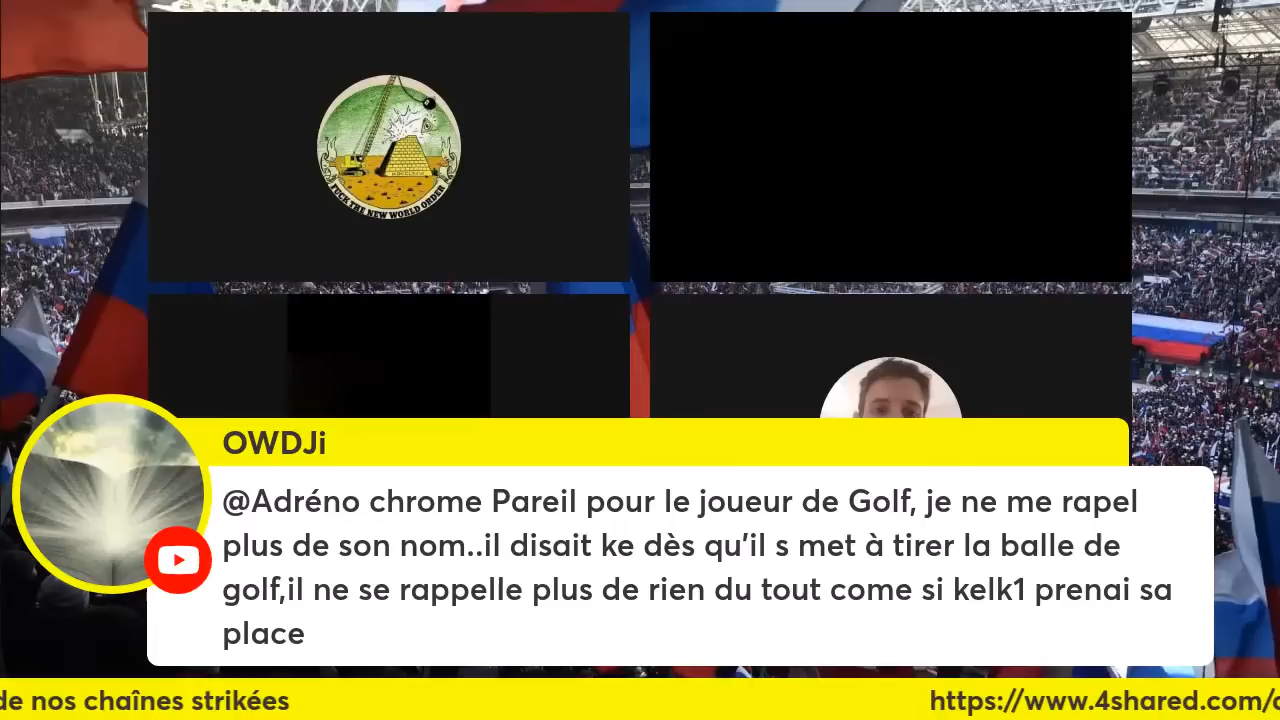 FUCK THE NEW WORLD ORDER
OWDJi
@Adréno chrome Pareil pour le joueur de Golf, je ne me rapel
plus de son nom..il disait ke dès qu'il s met à tirer la balle de
golf,il ne se rappelle plus de rien du tout come si kelk1 prenai sa
place
de nos chaînes strikées
https://www.4shared.com/